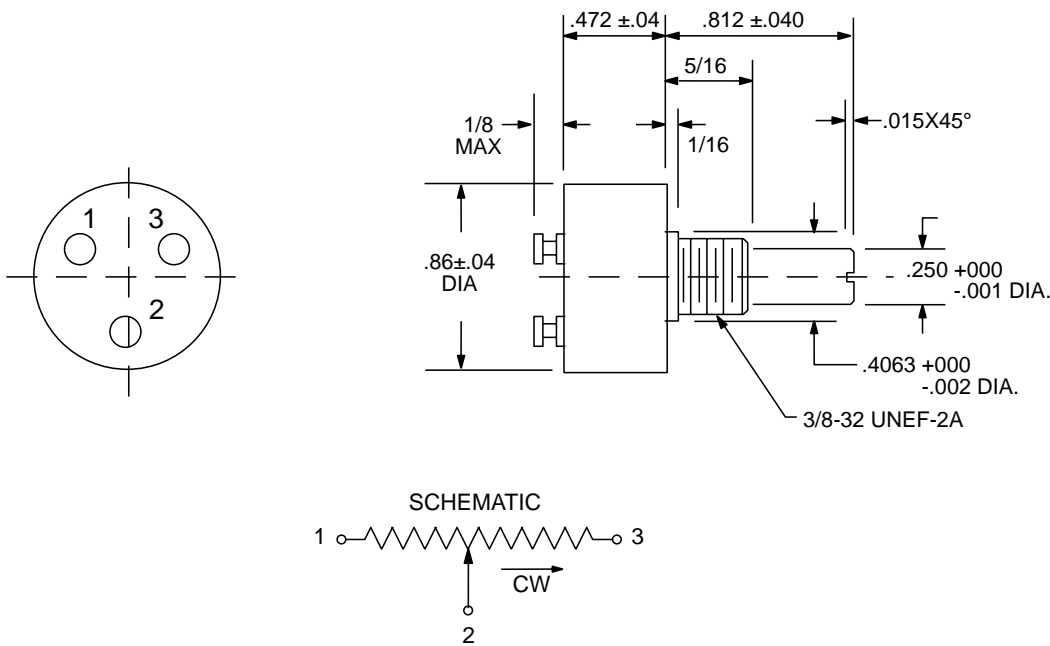 .472 ±.04
.812 ±.040
5/16
1/8
MAX
1/16
.015X45°
1
3
2
.86±.04
DIA
.250 +000
-.001 DIA.
.4063 +000
-.002 DIA.
3/8-32 UNEF-2A
SCHEMATIC
1
3
CW
2